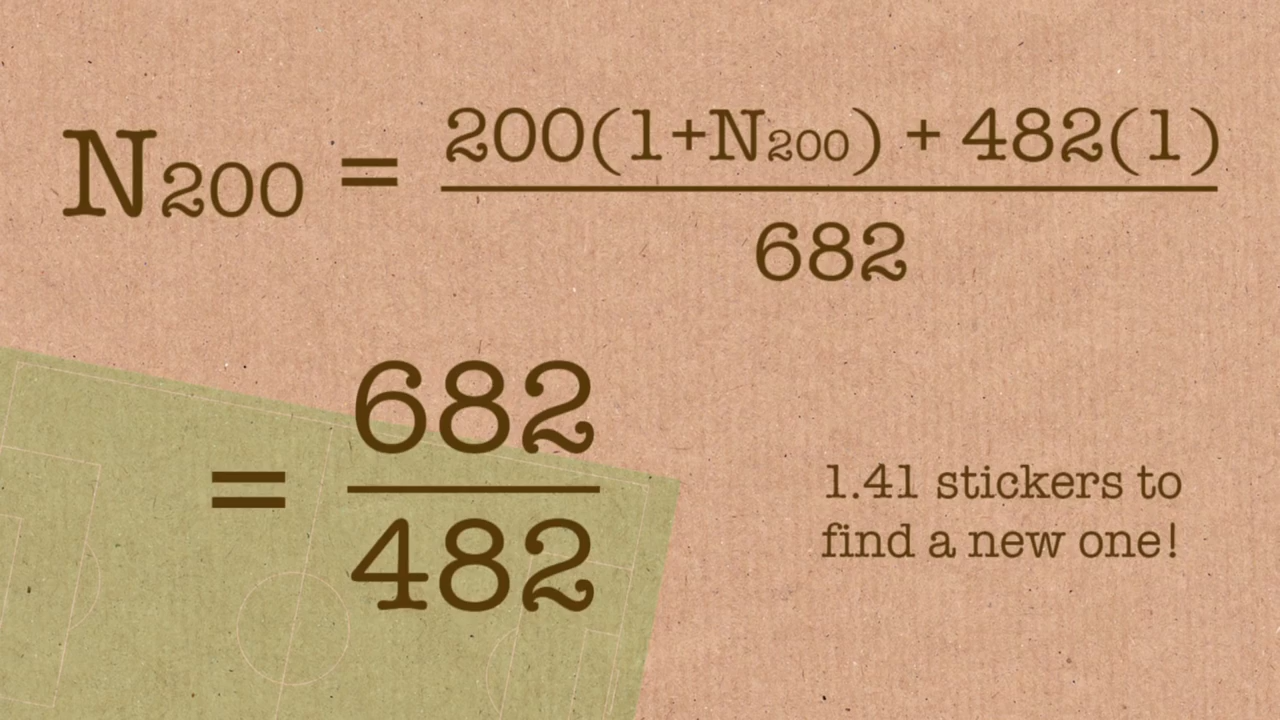 N₂₀₀ = 200(1+N₂₀₀) + 482(1)
682
= 682
482
1.41 stickers to
find a new one!